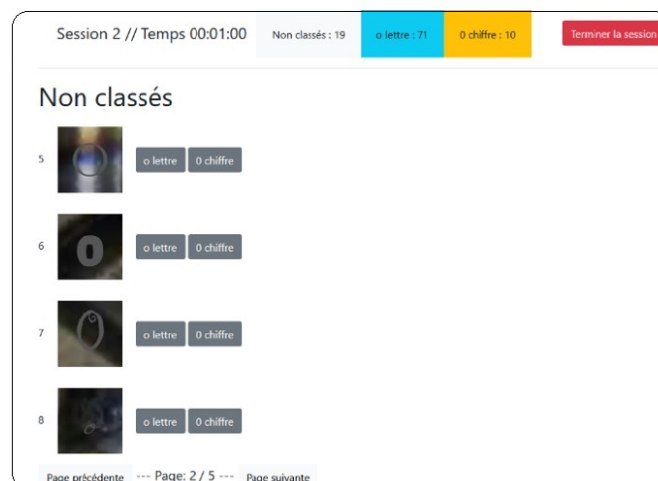 Session 2 // Temps 00:01:00 Non classés : 19 o lettre : 71 0 chiffre : 10 Terminer la session
Non classés
5 o lettre 0 chiffre
6 o lettre 0 chiffre
7 o lettre 0 chiffre
8 o lettre 0 chiffre
Page précédente --- Page: 2 / 5 --- Page suivante